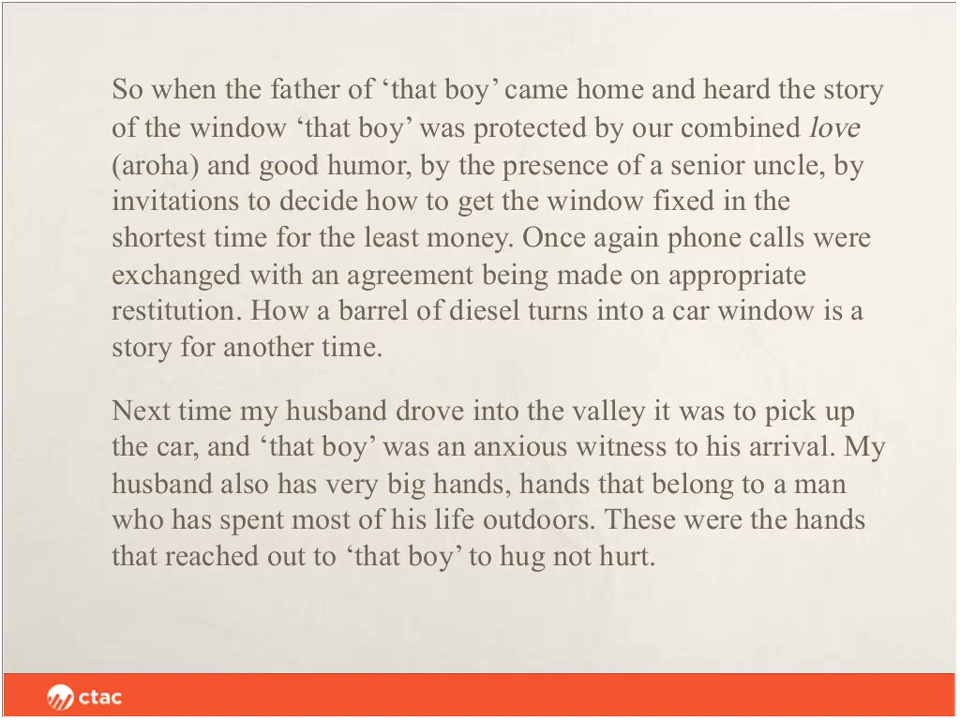 So when the father of ‘that boy’ came home and heard the story
of the window ‘that boy’ was protected by our combined love
(aroha) and good humor, by the presence of a senior uncle, by
invitations to decide how to get the window fixed in the
shortest time for the least money. Once again phone calls were
exchanged with an agreement being made on appropriate
restitution. How a barrel of diesel turns into a car window is a
story for another time.
Next time my husband drove into the valley it was to pick up
the car, and ‘that boy’ was an anxious witness to his arrival. My
husband also has very big hands, hands that belong to a man
who has spent most of his life outdoors. These were the hands
that reached out to ‘that boy’ to hug not hurt.
ctac